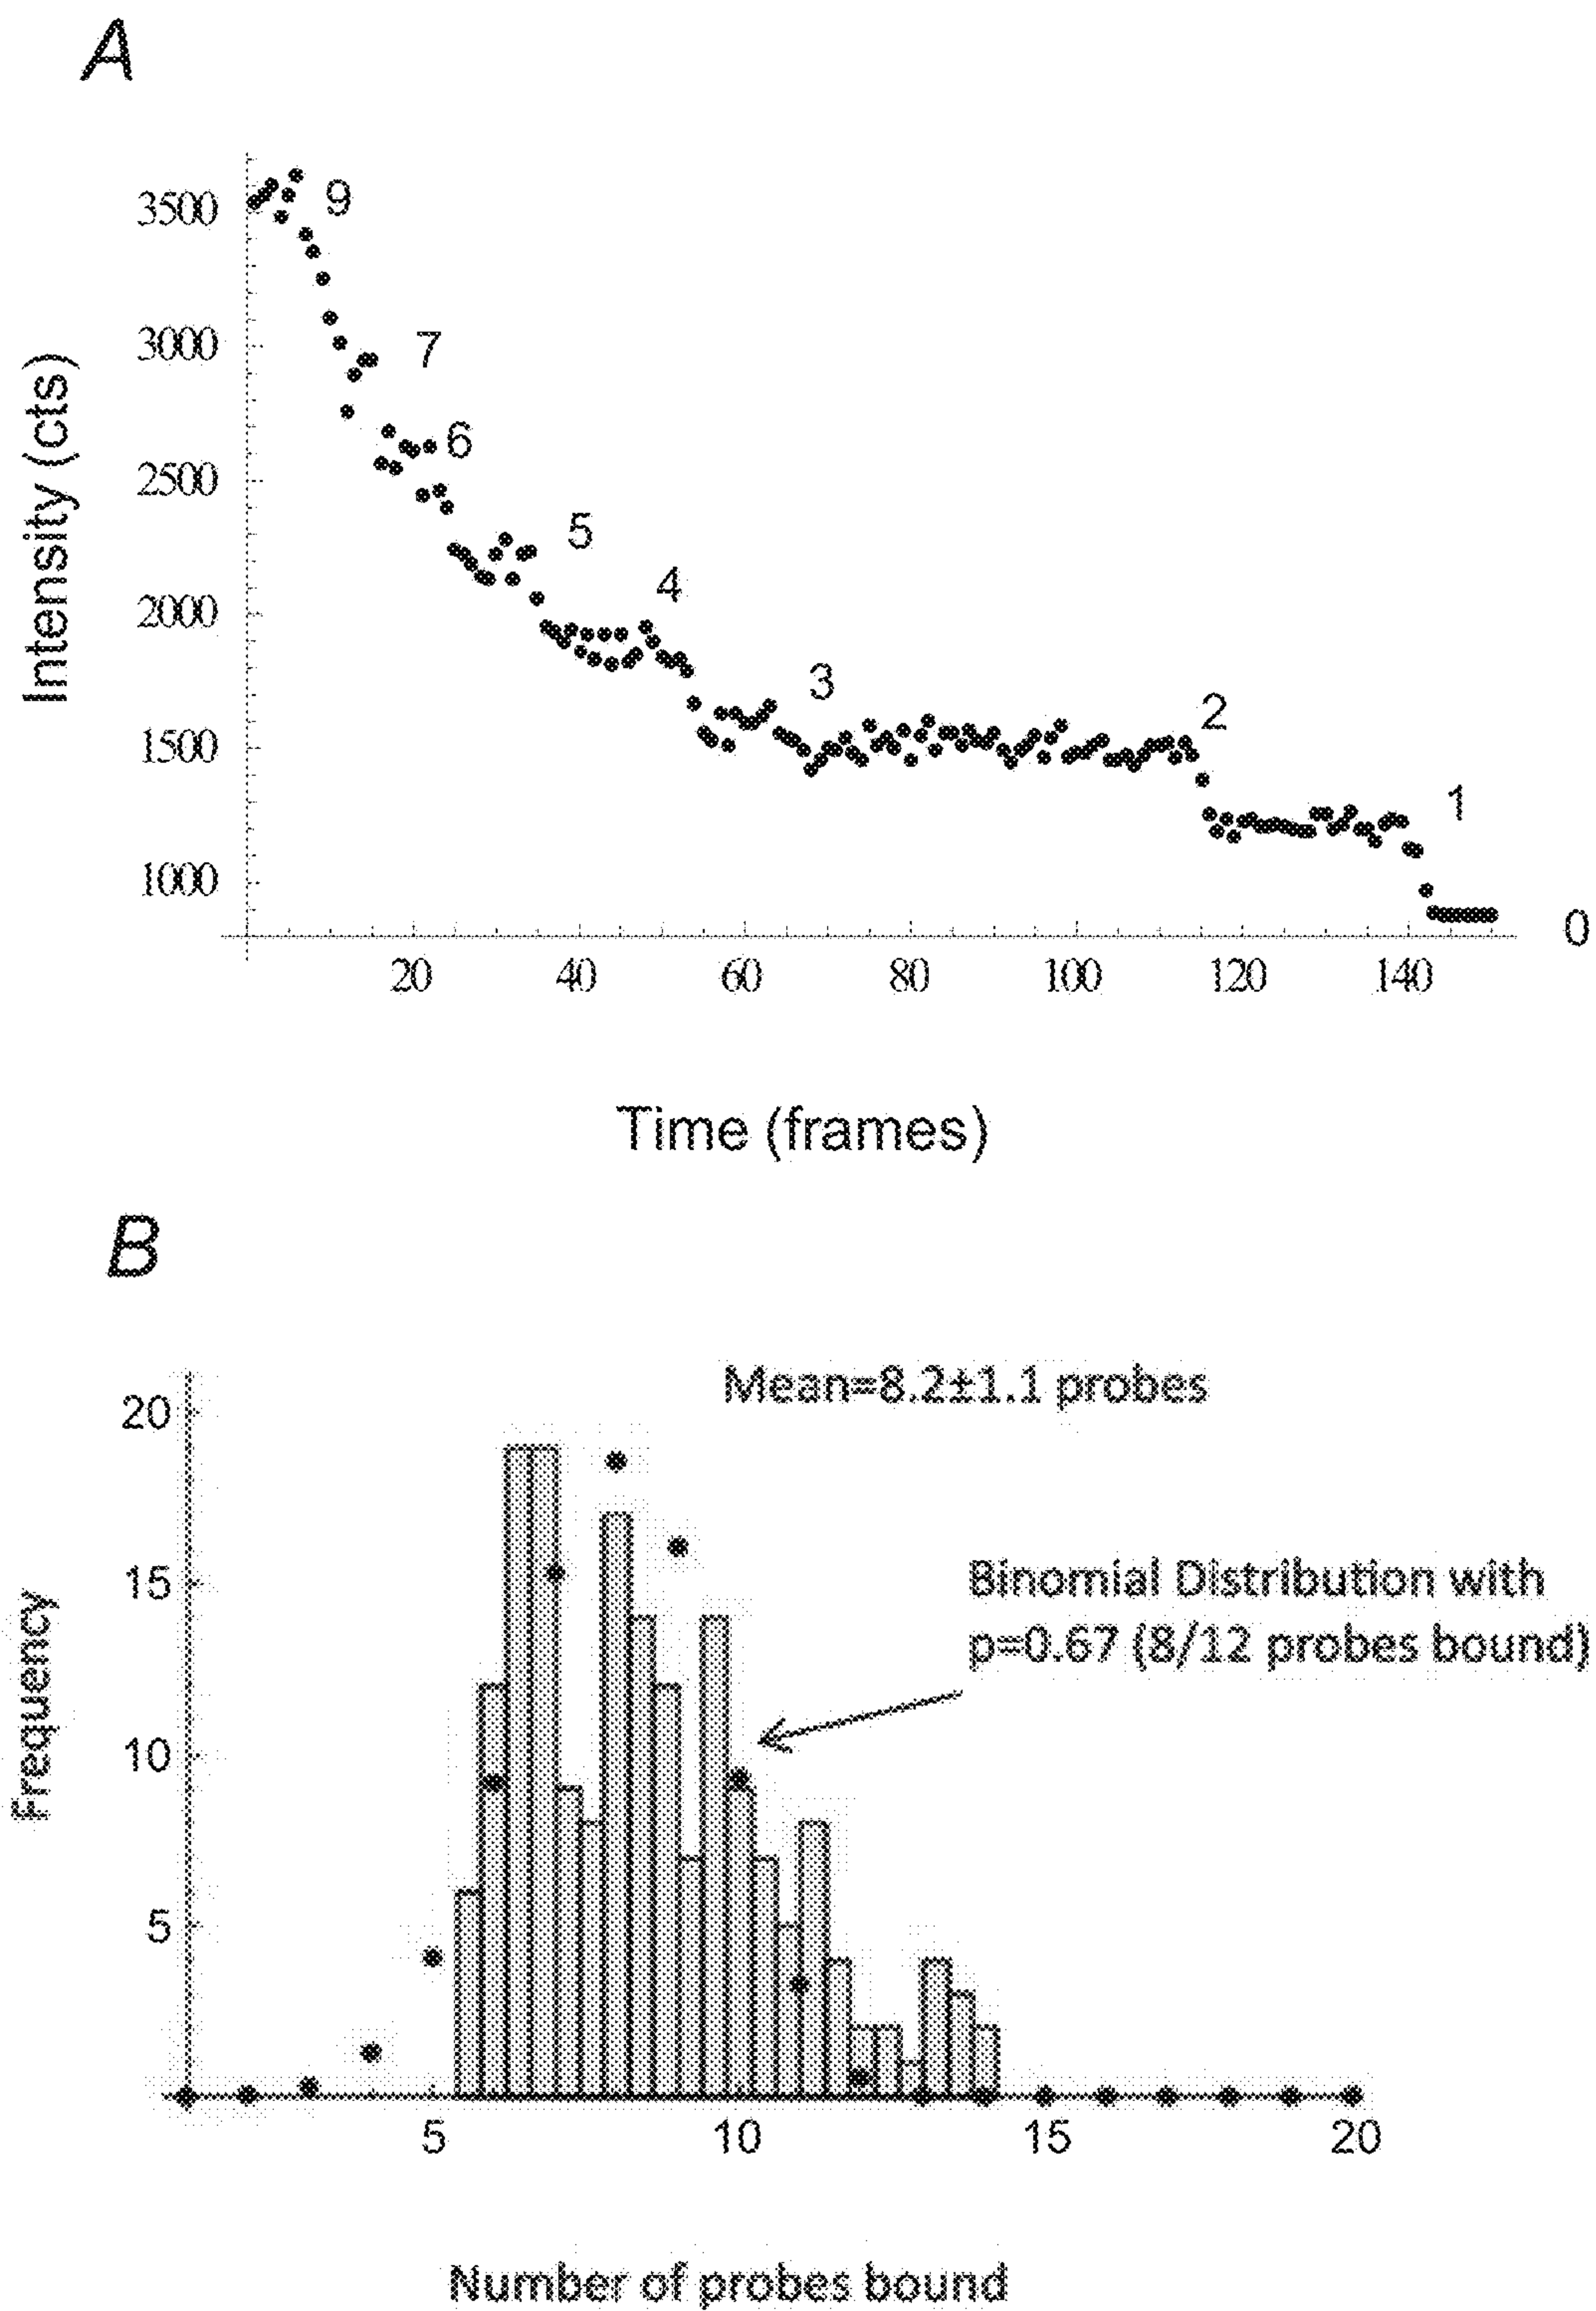 A
9
3500
7
3000
6
2500
5
4
2000
3
2
1500
1
1000
0
20 40 60 80 100 120 140
Intensity (cts)
Time (frames)
B
Mean=8.2±1.1 probes
20
15
Binomial Distribution with
p=0.67 (8/12 probes bound)
10
5
Frequency
5 10 15 20
Number of probes bound